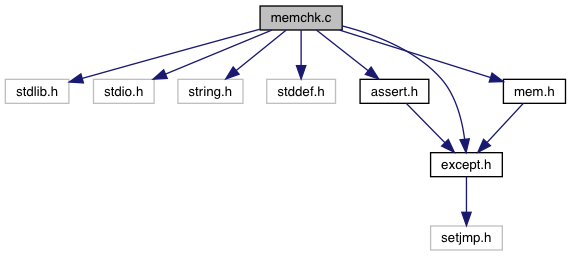 memchk.c
stdlib.h
stdio.h
string.h
stddef.h
assert.h
mem.h
except.h
setjmp.h